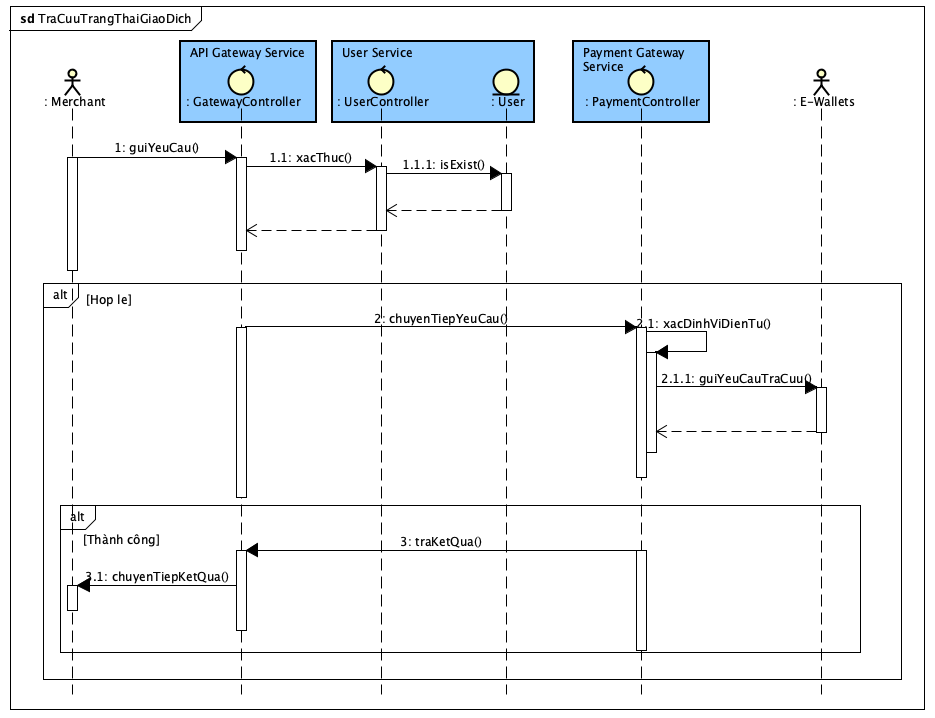 sd TraCuuTrangThaiGiaoDich
API Gateway Service
User Service
Payment Gateway
Service
: Merchant
: GatewayController
: UserController
: User
: PaymentController
: E-Wallets
1: guiYeuCau()
1.1: xacThuc()
1.1.1: isExist()
alt
[Hop le]
2: chuyenTiepYeuCau()
2.1: xacDinhViDienTu()
2.1.1: guiYeuCauTraCuu()
alt
[Thành công]
3: traKetQua()
3.1: chuyenTiepKetQua()